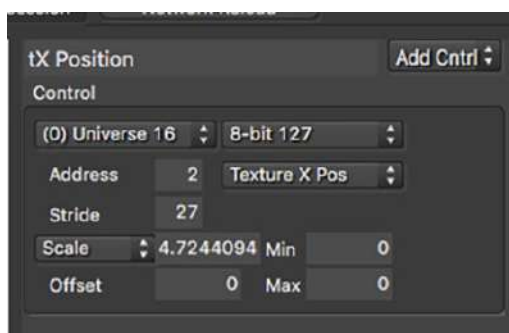 tX Position Add Cntrl
Control
(0) Universe 16 8-bit 127
Address 2 Texture X Pos
Stride 27
Scale 4.7244094 Min 0
Offset 0 Max 0